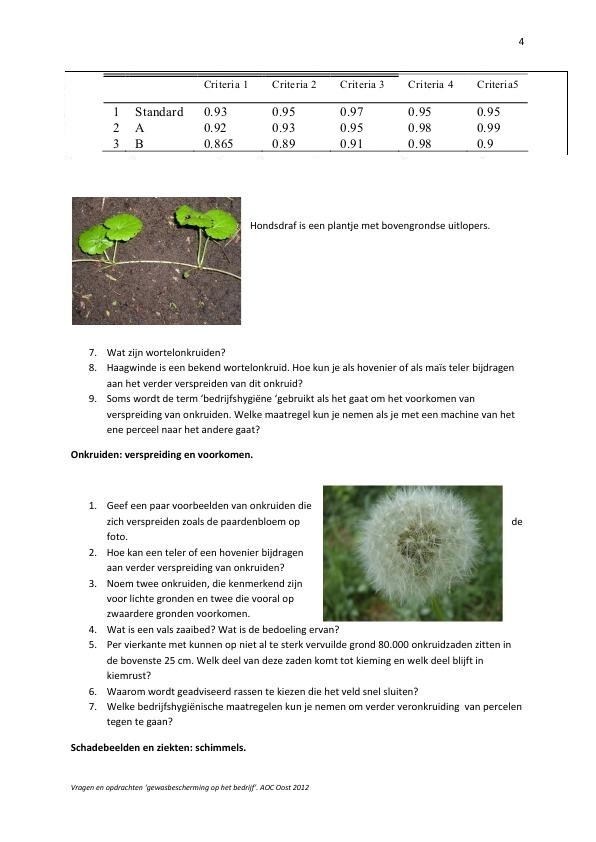 4
Criteria 1 Criteria 2 Criteria 3 Criteria 4 Criteria5
1 Standard 0.93 0.95 0.97 0.95 0.95
2 A 0.92 0.93 0.95 0.98 0.99
3 B 0.865 0.89 0.91 0.98 0.9
Hondsdraf is een plantje met bovengrondse uitlopers.
7. Wat zijn wortelonkruiden?
8. Haagwinde is een bekend wortelonkruid. Hoe kun je als hovenier of als maïs teler bijdragen
aan het verder verspreiden van dit onkruid?
9. Soms wordt de term ‘bedrijfshygiëne ‘gebruikt als het gaat om het voorkomen van
verspreiding van onkruiden. Welke maatregel kun je nemen als je met een machine van het
ene perceel naar het andere gaat?
Onkruiden: verspreiding en voorkomen.
1. Geef een paar voorbeelden van onkruiden die
zich verspreiden zoals de paardenbloem op de
foto.
2. Hoe kan een teler of een hovenier bijdragen
aan verder verspreiding van onkruiden?
3. Noem twee onkruiden, die kenmerkend zijn
voor lichte gronden en twee die vooral op
zwaardere gronden voorkomen.
4. Wat is een vals zaaibed? Wat is de bedoeling ervan?
5. Per vierkante met kunnen op niet al te sterk vervuilde grond 80.000 onkruidzaden zitten in
de bovenste 25 cm. Welk deel van deze zaden komt tot kieming en welk deel blijft in
kiemrust?
6. Waarom wordt geadviseerd rassen te kiezen die het veld snel sluiten?
7. Welke bedrijfshygiënische maatregelen kun je nemen om verder veronkruiding van percelen
tegen te gaan?
Schadebeelden en ziekten: schimmels.
Vragen en opdrachten ‘gewasbescherming op het bedrijf’. AOC Oost 2012